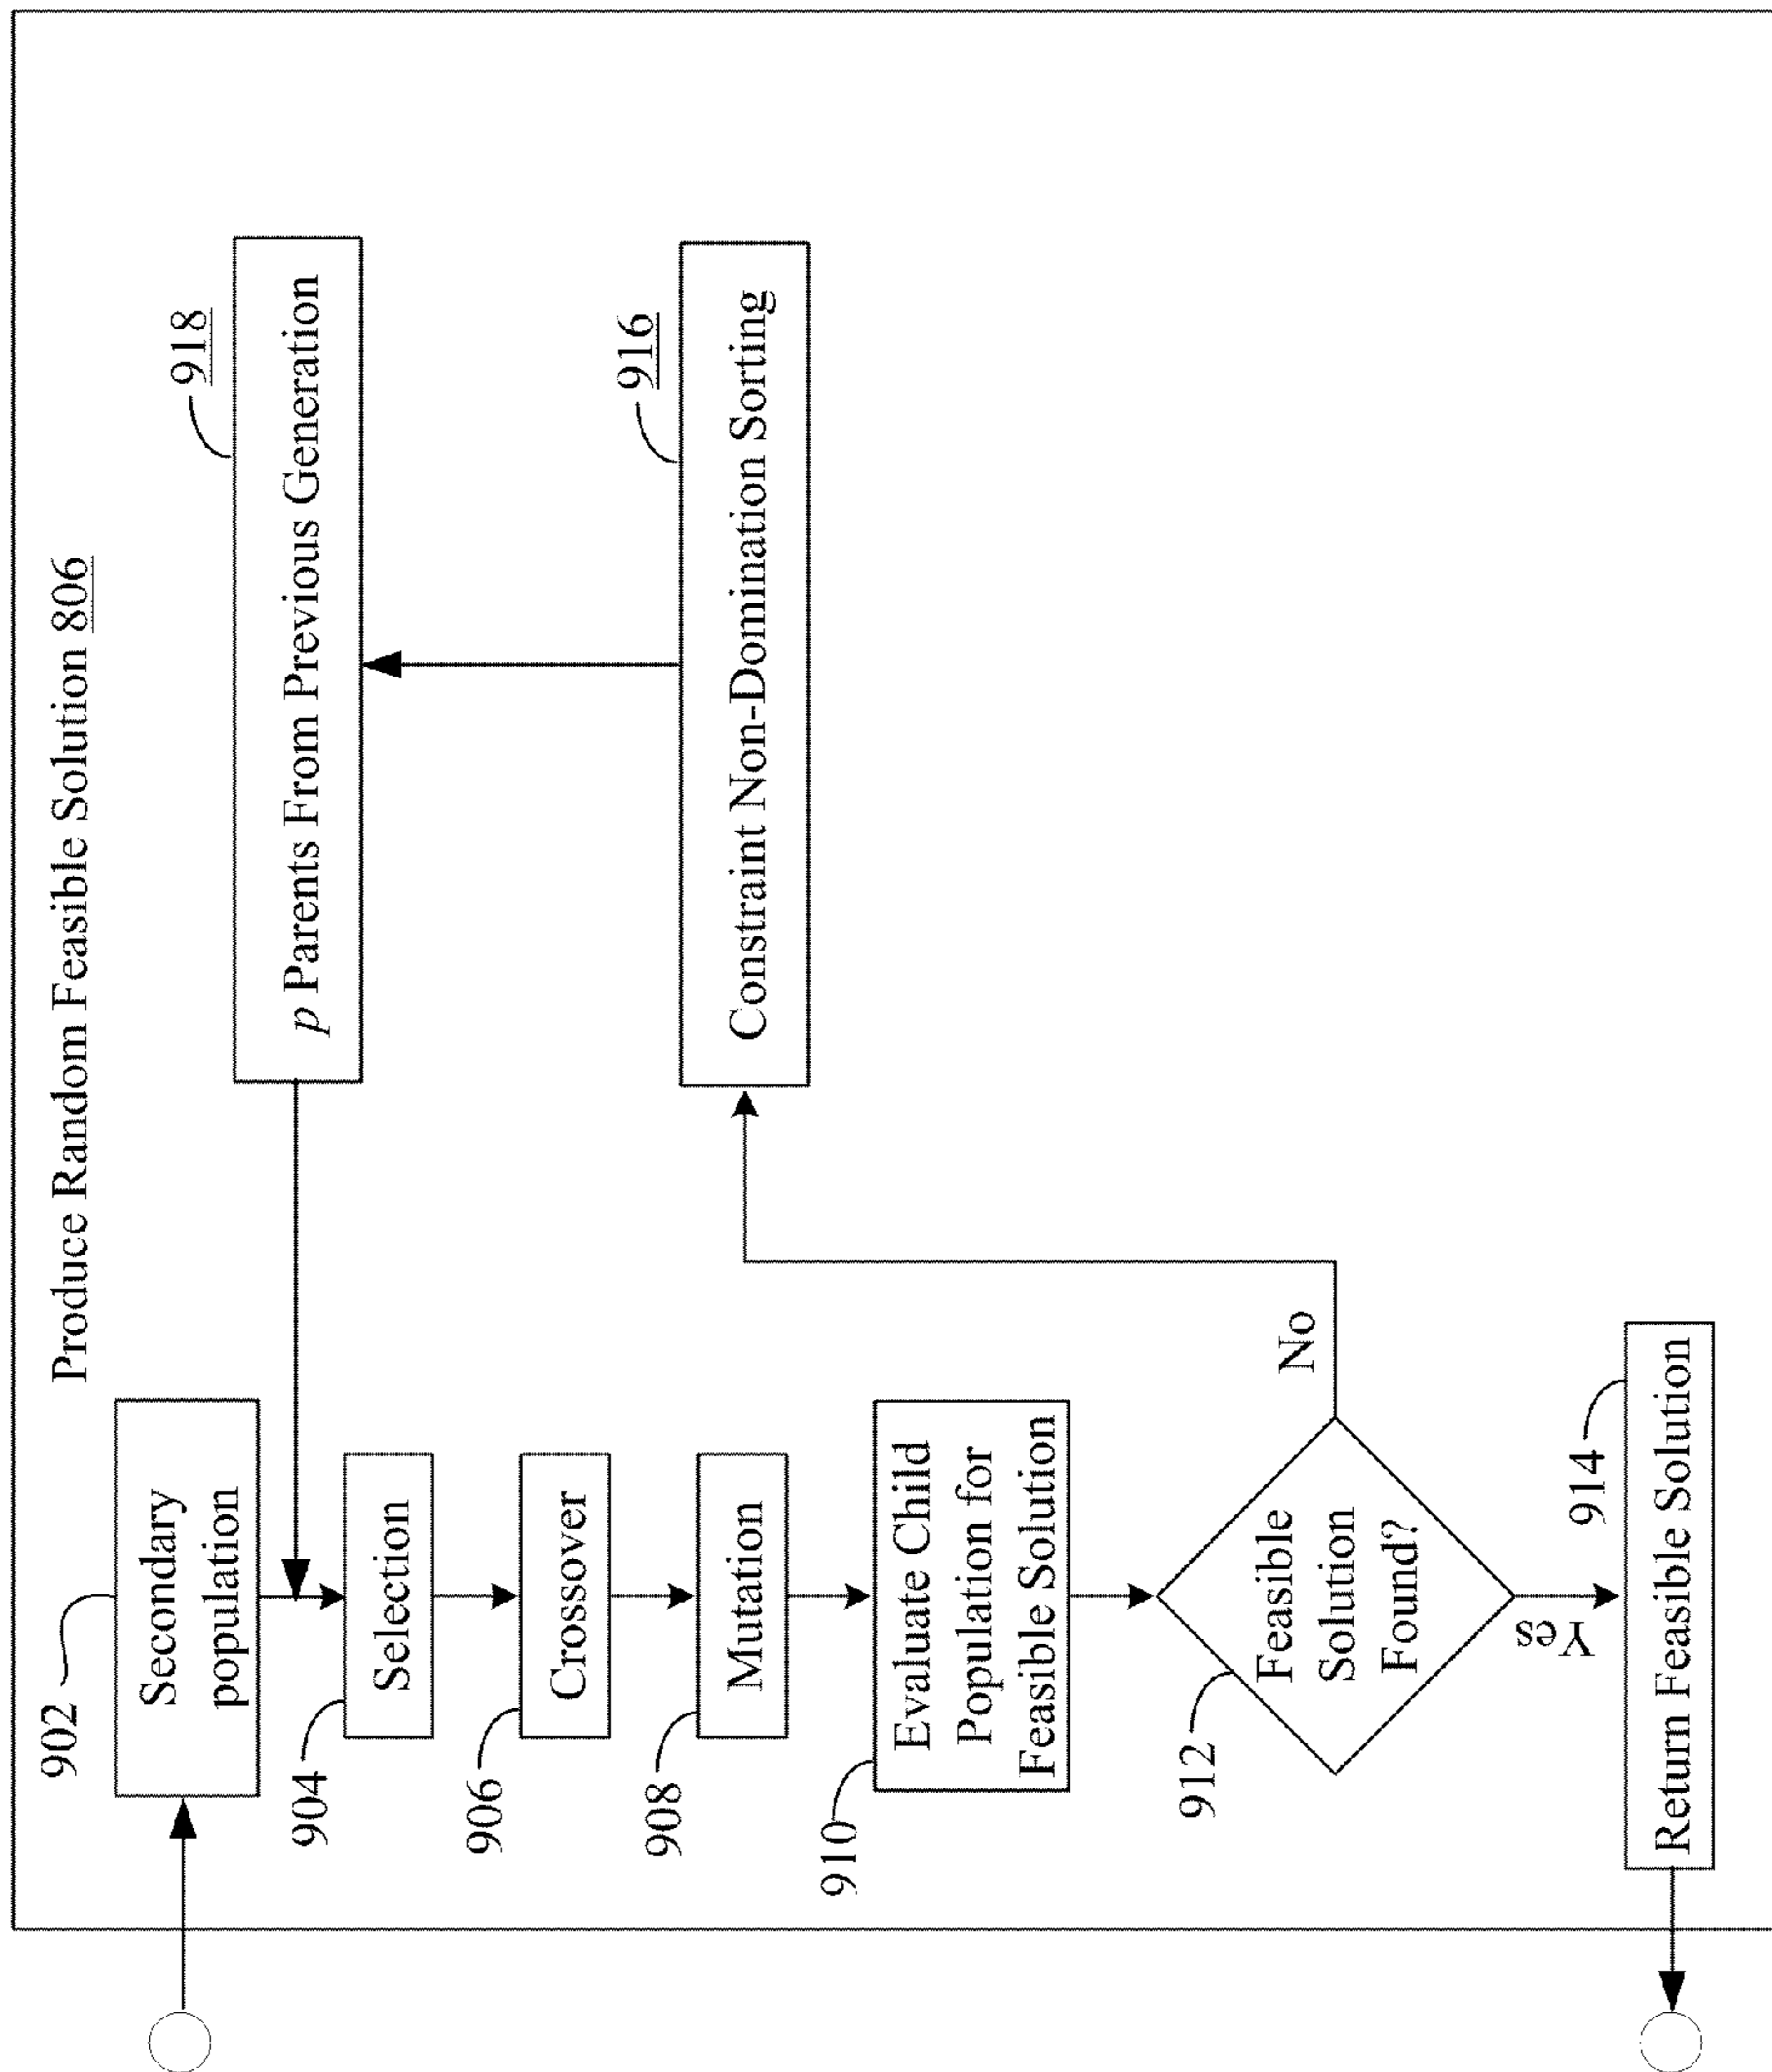 Produce Random Feasible Solution 806
902
Secondary
population
918
p Parents From Previous Generation
904
Selection
906
Crossover
916
Constraint Non-Domination Sorting
908
Mutation
910
Evaluate Child
Population for
Feasible Solution
912
Feasible
Solution
Found?
No
Yes
914
Return Feasible Solution